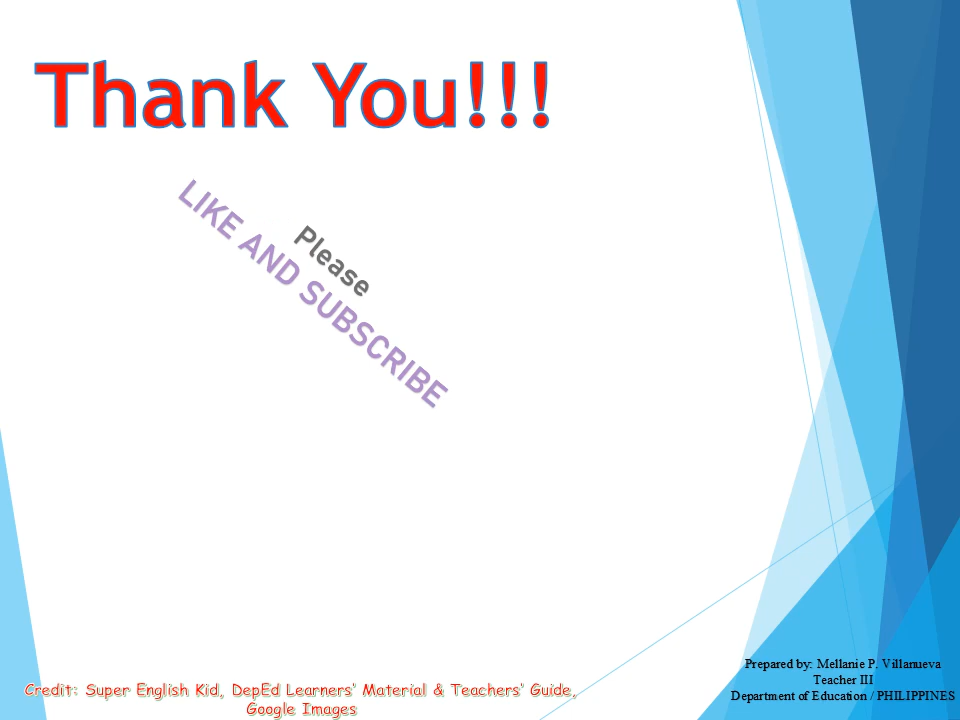 Thank You!!!
Please
LIKE AND SUBSCRIBE
Credit: Super English Kid, DepEd Learners' Material & Teachers' Guide,
Google Images
Prepared by: Mellanie P. Villanueva
Teacher III
Department of Education / PHILIPPINES